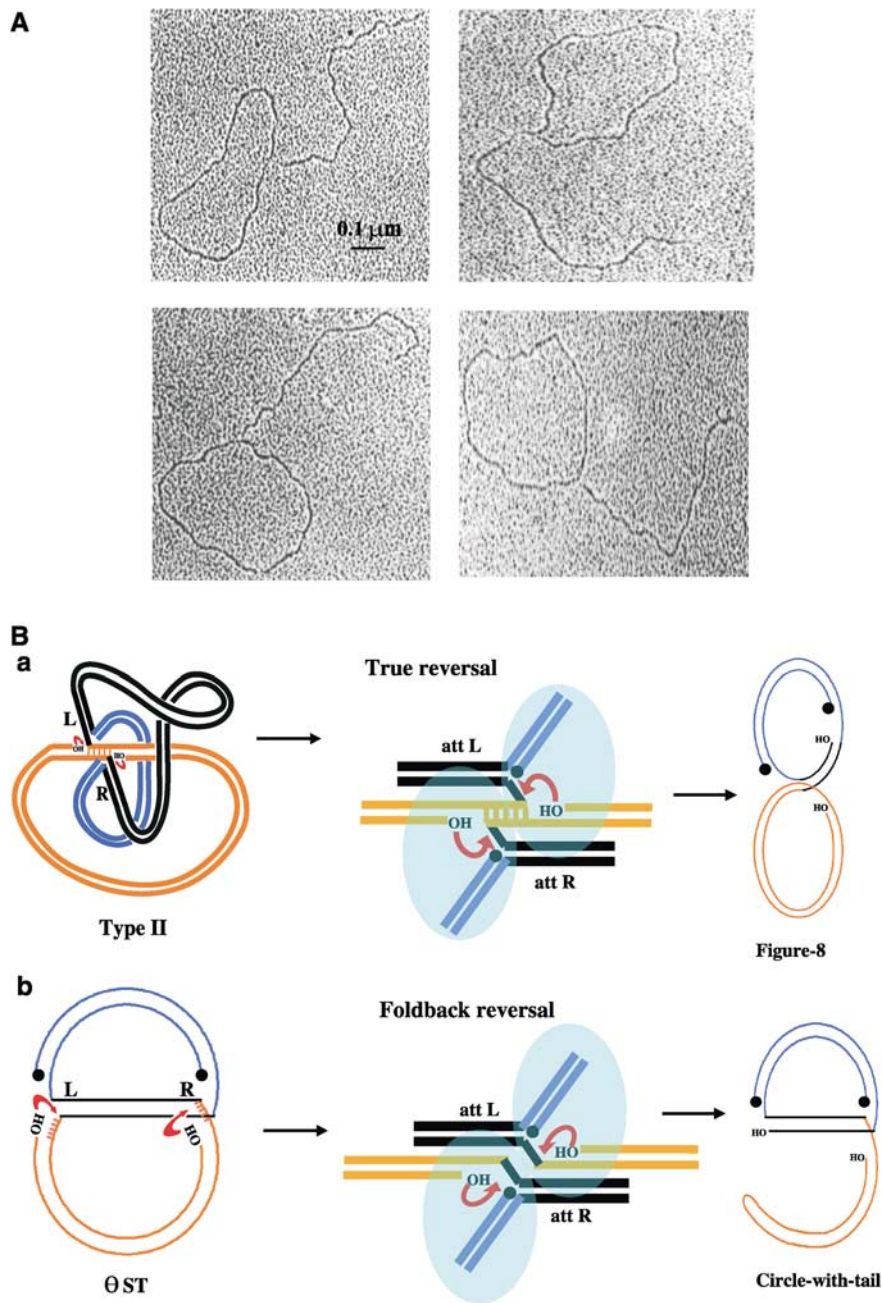 A
0.1 μm
B
a
True reversal
L
OH
OH
R
att L
OH
HO
att R
HO
HO
Type II
Figure-8
b
Foldback reversal
L
R
HO
OH
att L
HO
OH
att R
HO
HO
θ ST
Circle-with-tail